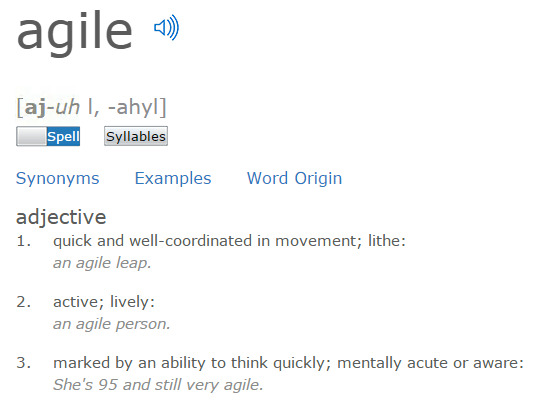 agile
[aj-uh l, -ahyl]
Spell Syllables
Synonyms Examples Word Origin
adjective
1. quick and well-coordinated in movement; lithe:
an agile leap.
2. active; lively:
an agile person.
3. marked by an ability to think quickly; mentally acute or aware:
She's 95 and still very agile.